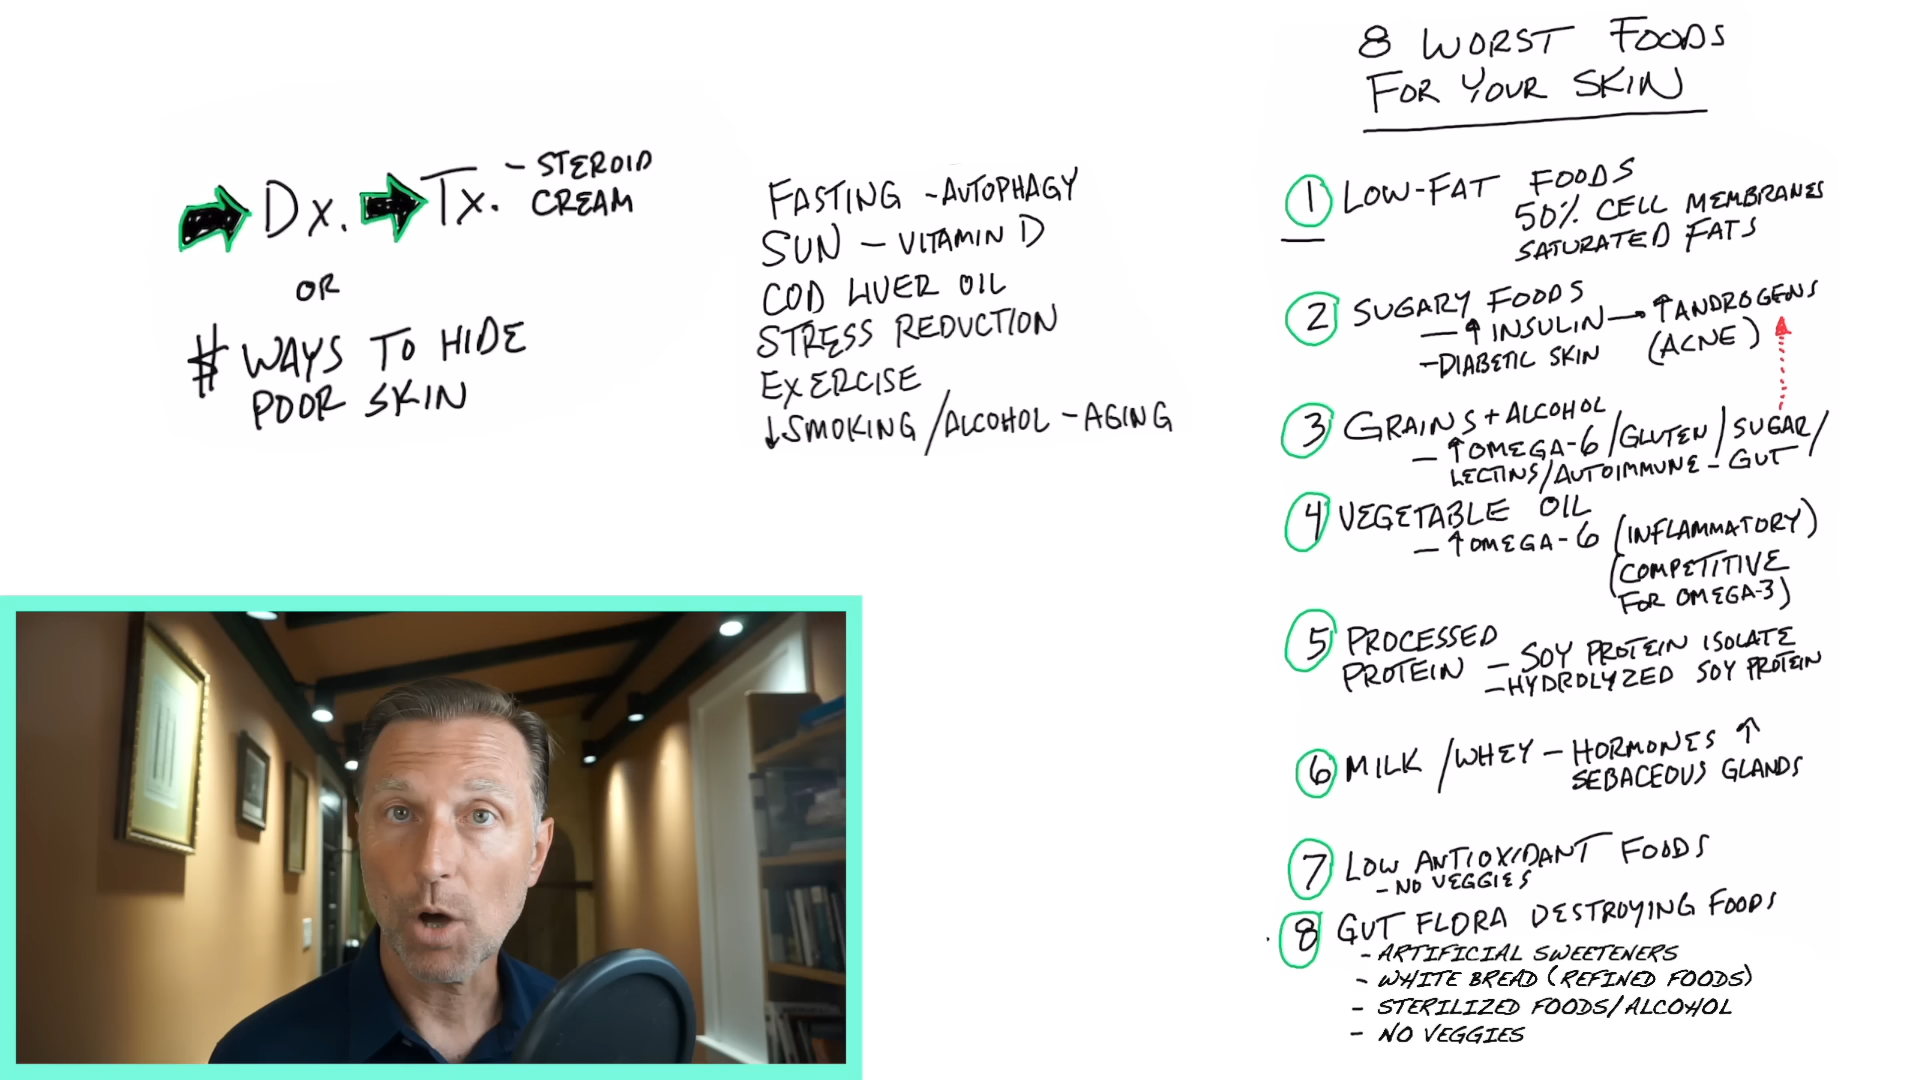 Dx. Tx. - STEROID
CREAM
OR
# WAYS TO HIDE
POOR SKIN
FASTING - AUTOPHAGY
SUN - VITAMIN D
COD LIVER OIL
STRESS REDUCTION
EXERCISE
↓SMOKING/ALCOHOL - AGING
8 WORST FOODS
FOR YOUR SKIN
1 LOW-FAT FOODS
50% CELL MEMBRANES
SATURATED FATS
2 SUGARY FOODS
- ↑ INSULIN → ↑ANDROGENS
- DIABETIC SKIN (ACNE)
3 GRAINS + ALCOHOL
- ↑OMEGA-6/GLUTEN/SUGAR/
LECTINS/AUTOIMMUNE - GUT
4 VEGETABLE OIL
- ↑OMEGA-6 (INFLAMMATORY)
(COMPETITIVE
FOR OMEGA-3)
5 PROCESSED
PROTEIN - SOY PROTEIN ISOLATE
- HYDROLYZED SOY PROTEIN
6 MILK/WHEY - HORMONES ↑
SEBACEOUS GLANDS
7 LOW ANTIOXIDANT FOODS
- NO VEGGIES
8 GUT FLORA DESTROYING FOODS
- ARTIFICIAL SWEETENERS
- WHITE BREAD (REFINED FOODS)
- STERILIZED FOODS/ALCOHOL
- NO VEGGIES